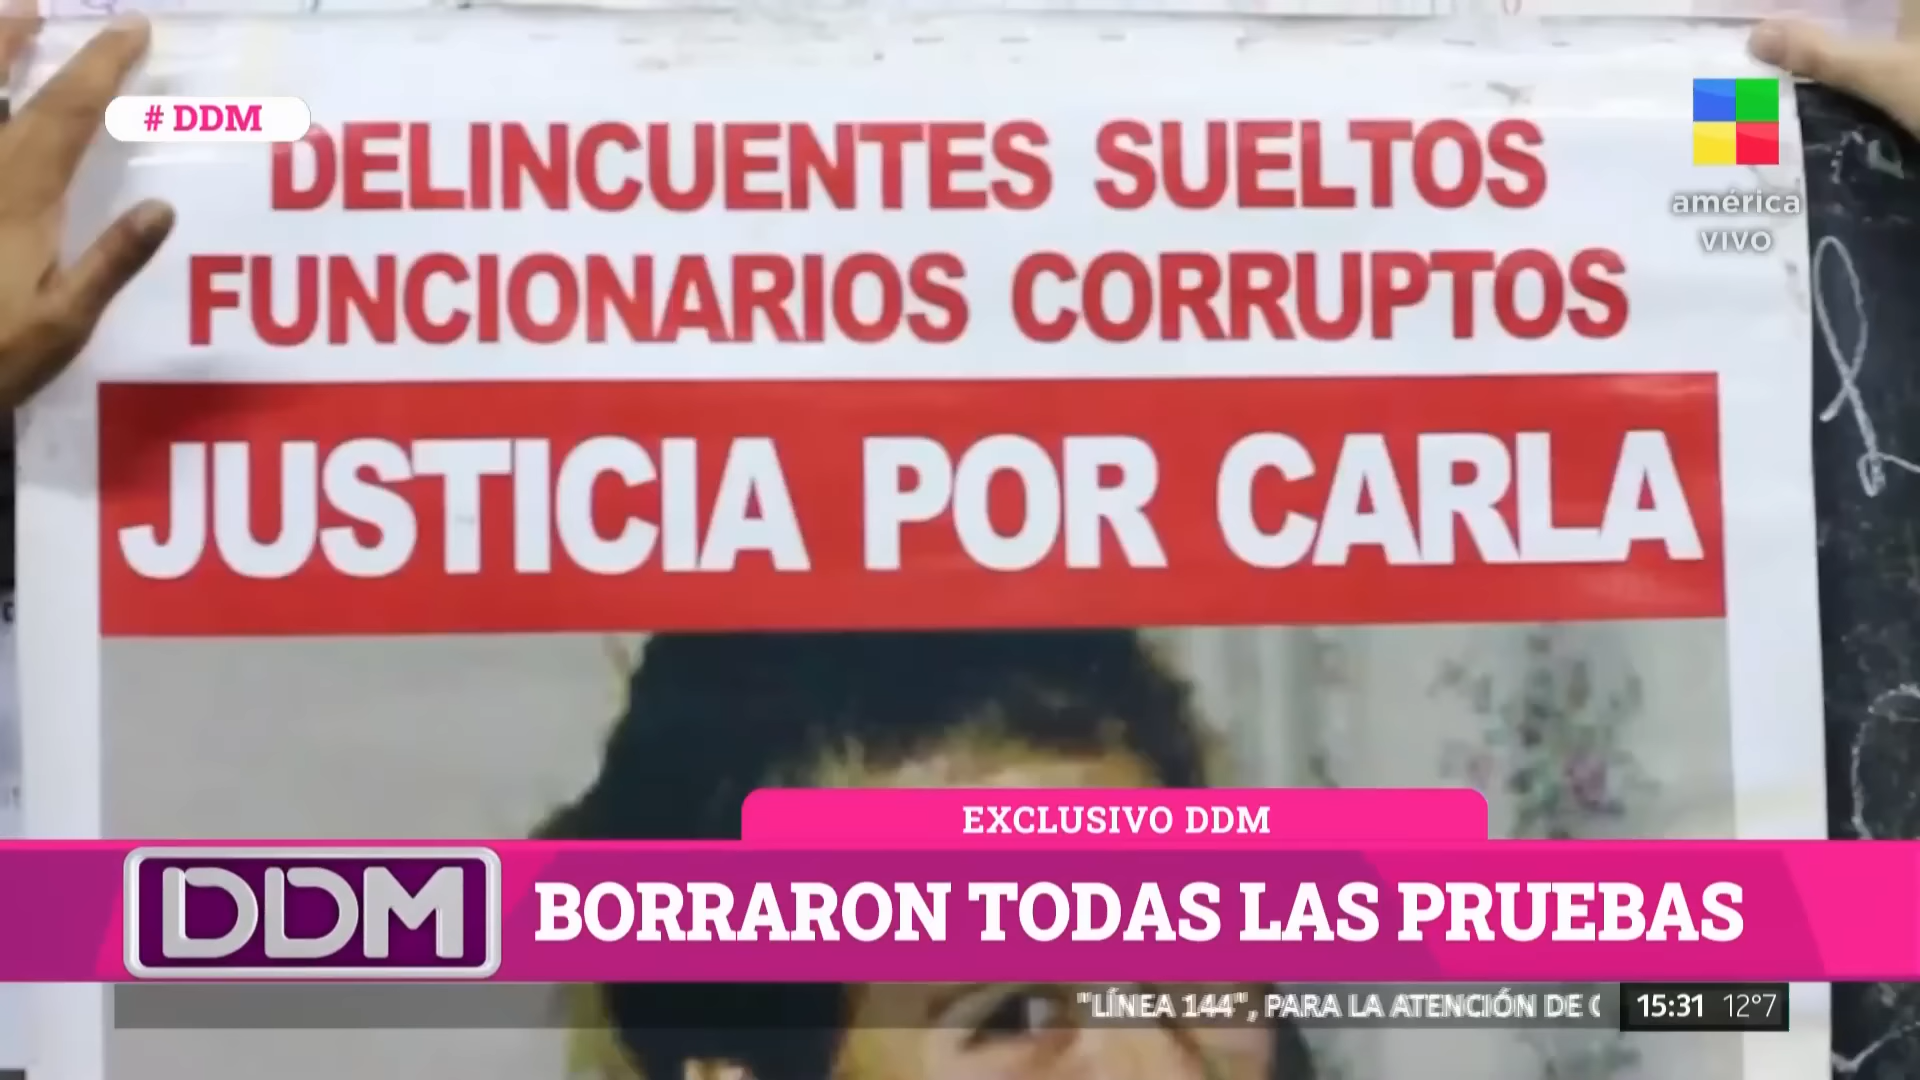 # DDM
DELINCUENTES SUELTOS
FUNCIONARIOS CORRUPTOS
américa
VIVO
JUSTICIA POR CARLA
EXCLUSIVO DDM
DDM
BORRARON TODAS LAS PRUEBAS
"LÍNEA 144", PARA LA ATENCIÓN DE
15:31 12°7